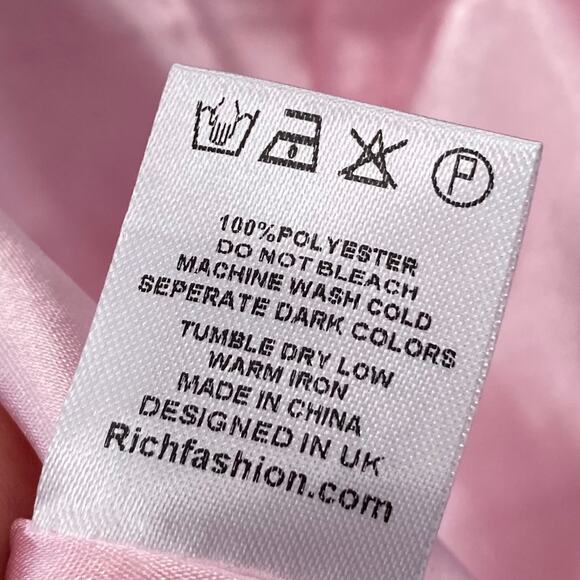 P
100%POLYESTER
DO NOT BLEACH
MACHINE WASH COLD
SEPERATE DARK COLORS
TUMBLE DRY LOW
WARM IRON
MADE IN CHINA
DESIGNED IN UK
Richfashion.com